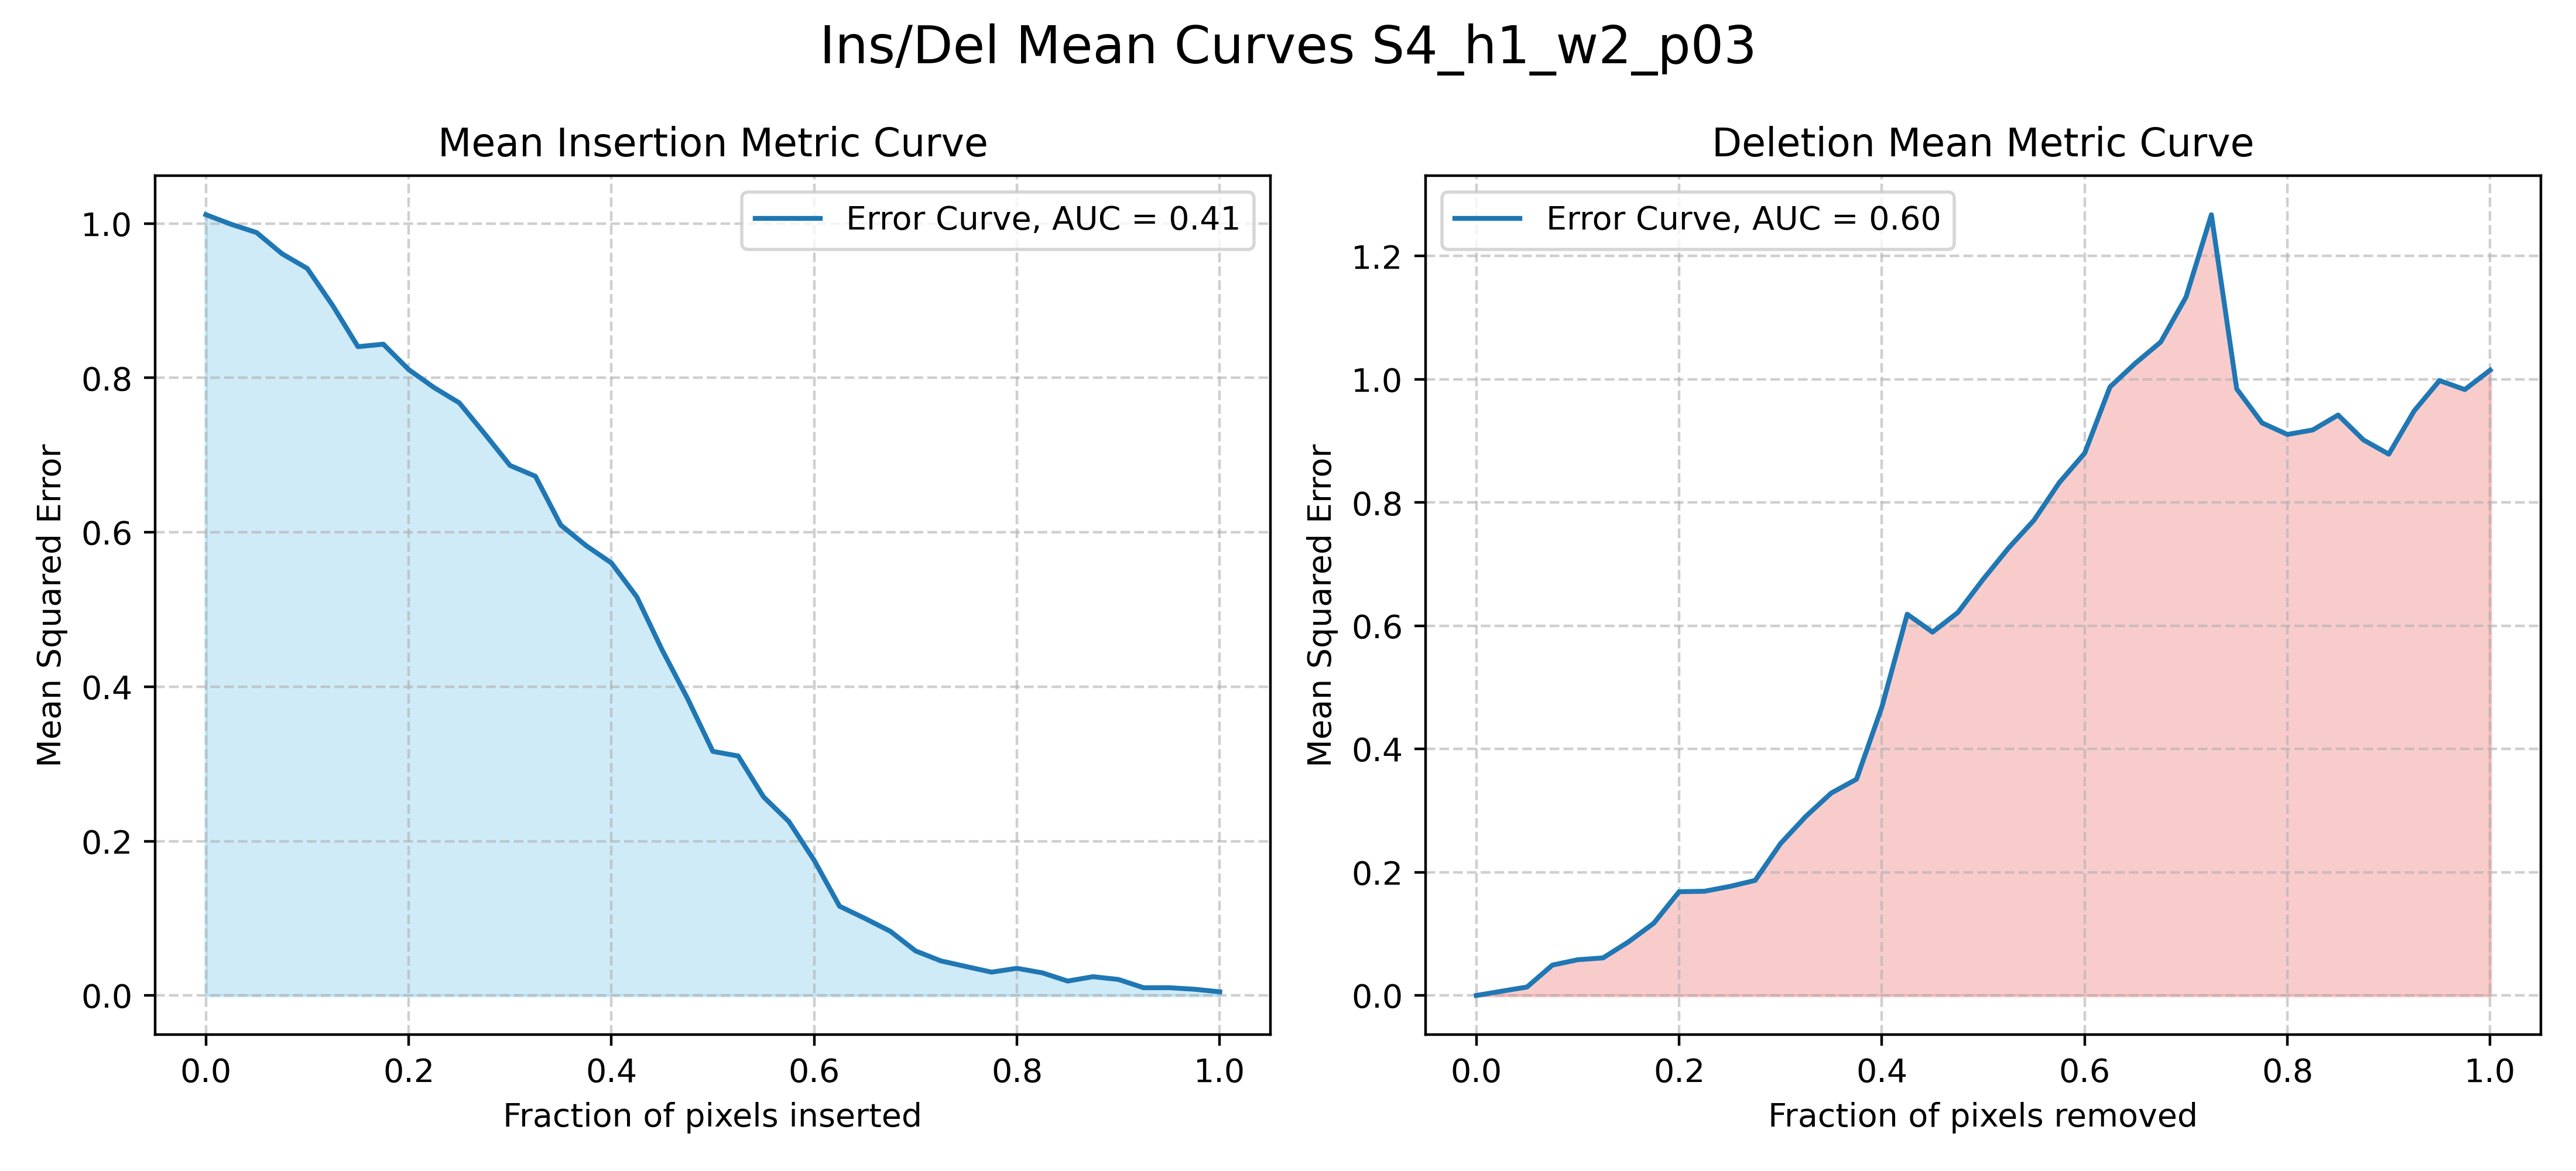 Ins/Del Mean Curves S4_h1_w2_p03
Mean Insertion Metric Curve
Error Curve, AUC = 0.41
Mean Squared Error
1.0
0.8
0.6
0.4
0.2
0.0
0.0 0.2 0.4 0.6 0.8 1.0
Fraction of pixels inserted
Deletion Mean Metric Curve
Error Curve, AUC = 0.60
Mean Squared Error
1.2
1.0
0.8
0.6
0.4
0.2
0.0
0.0 0.2 0.4 0.6 0.8 1.0
Fraction of pixels removed